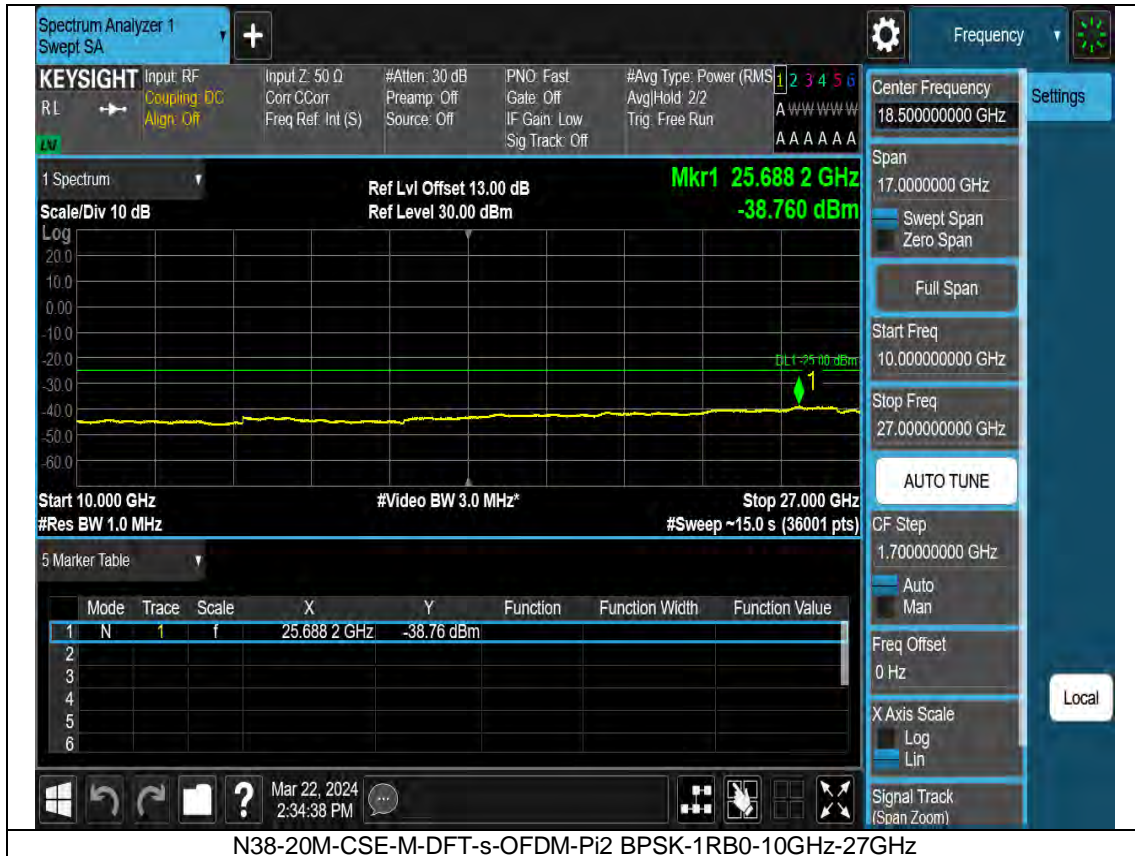 Spectrum Analyzer 1
Swept SA
+
Frequency
KEYSIGHT
RL
Input: RF
Coupling: DC
Align: Off
Input Z: 50 Ω
Corr CCorr
Freq Ref: Int (S)
#Atten: 30 dB
Preamp: Off
Source: Off
PNO: Fast
Gate: Off
IF Gain: Low
Sig Track: Off
#Avg Type: Power (RMS
Avg|Hold: 2/2
Trig: Free Run
1 2 3 4 5 6
A W W W W W
A A A A A A
1 Spectrum
Scale/Div 10 dB
Ref Lvl Offset 13.00 dB
Ref Level 30.00 dBm
Mkr1 25.688 2 GHz
-38.760 dBm
Log
20.0
10.0
0.00
-10.0
-20.0
-30.0
-40.0
-50.0
-60.0
DL1 -25.00 dBm
1
Start 10.000 GHz
#Res BW 1.0 MHz
#Video BW 3.0 MHz*
Stop 27.000 GHz
#Sweep ~15.0 s (36001 pts)
5 Marker Table
Mode Trace Scale X Y Function Function Width Function Value
1 N 1 f 25.688 2 GHz -38.76 dBm
2
3
4
5
6
Mar 22, 2024
2:34:38 PM
Center Frequency
18.500000000 GHz
Settings
Span
17.0000000 GHz
Swept Span
Zero Span
Full Span
Start Freq
10.000000000 GHz
Stop Freq
27.000000000 GHz
AUTO TUNE
CF Step
1.700000000 GHz
Auto
Man
Freq Offset
0 Hz
X Axis Scale
Log
Lin
Local
Signal Track
(Span Zoom)
N38-20M-CSE-M-DFT-s-OFDM-Pi2 BPSK-1RB0-10GHz-27GHz